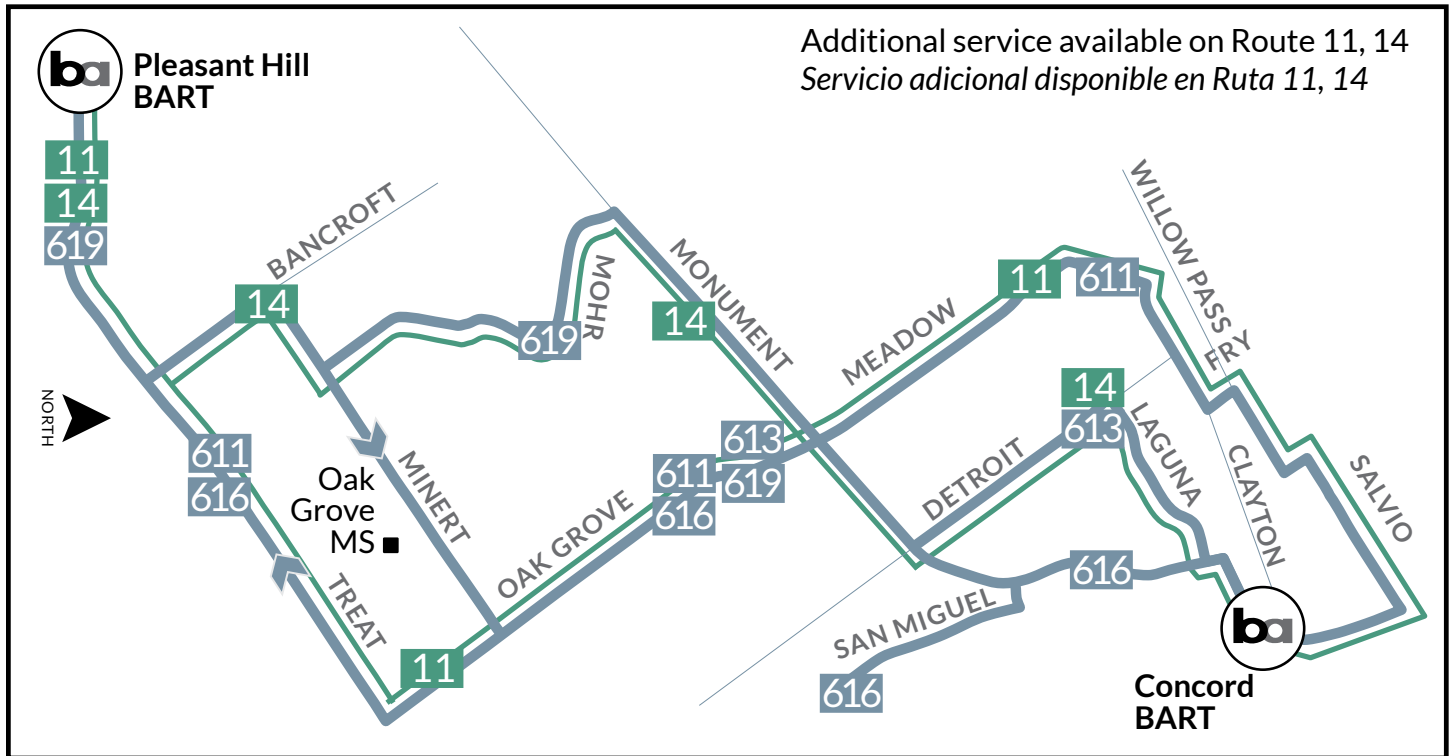 ba
Pleasant Hill
BART
Additional service available on Route 11, 14
Servicio adicional disponible en Ruta 11, 14
11
14
619
BANCROFT
14
MOHR
619
MONUMENT
14
MEADOW
11
611
WILLOW PASS
FRY
NORTH
611
616
Oak
Grove
MS
MINERT
TREAT
11
OAK GROVE
611
616
613
619
14
613
DETROIT
LAGUNA
CLAYTON
SALVIO
616
SAN MIGUEL
616
ba
Concord
BART